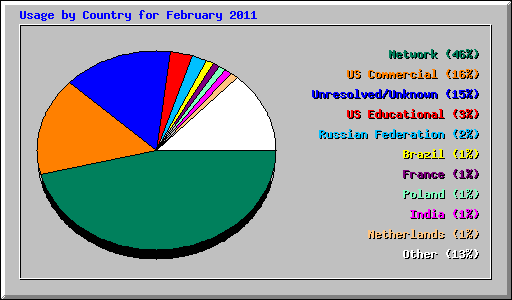 Usage by Country for February 2011
Network (46%)
US Commercial (16%)
Unresolved/Unknown (15%)
US Educational (3%)
Russian Federation (2%)
Brazil (1%)
France (1%)
Poland (1%)
India (1%)
Netherlands (1%)
Other (13%)